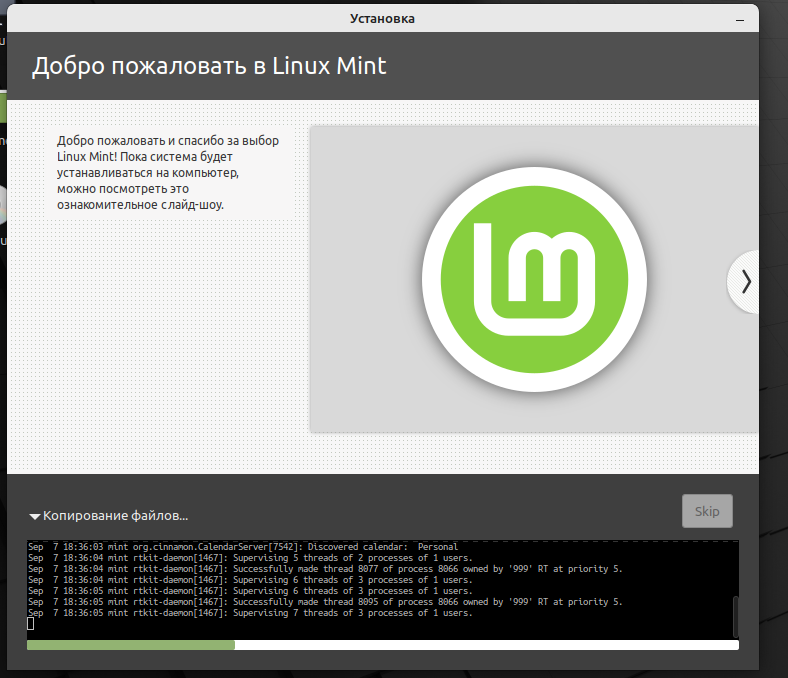 Установка
Добро пожаловать в Linux Mint
Добро пожаловать и спасибо за выбор
Linux Mint! Пока система будет
устанавливаться на компьютер,
можно посмотреть это
ознакомительное слайд-шоу.
Копирование файлов...
Skip
Sep  7 18:36:03 mint org.cinnamon.CalendarServer[7542]: Discovered calendar:  Personal
Sep  7 18:36:04 mint rtkit-daemon[1467]: Supervising 5 threads of 2 processes of 1 users.
Sep  7 18:36:04 mint rtkit-daemon[1467]: Successfully made thread 8077 of process 8066 owned by '999' RT at priority 5.
Sep  7 18:36:04 mint rtkit-daemon[1467]: Supervising 6 threads of 3 processes of 1 users.
Sep  7 18:36:05 mint rtkit-daemon[1467]: Supervising 6 threads of 3 processes of 1 users.
Sep  7 18:36:05 mint rtkit-daemon[1467]: Successfully made thread 8095 of process 8066 owned by '999' RT at priority 5.
Sep  7 18:36:05 mint rtkit-daemon[1467]: Supervising 7 threads of 3 processes of 1 users.